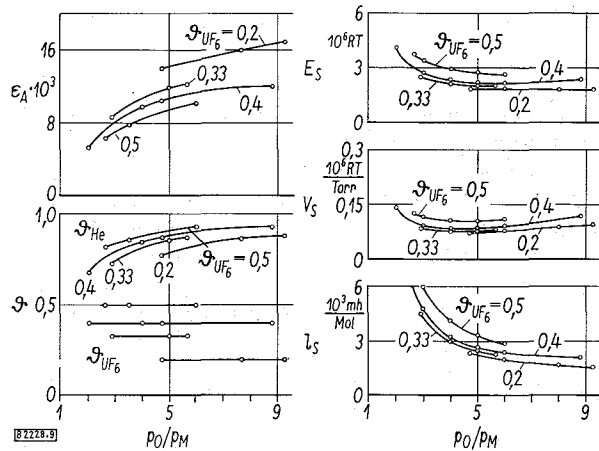 ε_A·10³
16
8
0
ϑ_UF₆=0,2
0,33
0,4
0,5
ϑ
1,0
0,5
0
ϑ_He
0,4
0,33
0,2
ϑ_UF₆=0,5
ϑ_UF₆
1
5
9
p_O/p_M
82228.9
10⁶RT
E_S
6
3
0
ϑ_UF₆=0,5
0,33
0,4
0,2
0,3
10⁶RT
Torr
V_S
0,15
0
ϑ_UF₆=0,5
0,4
0,33
0,2
10³mh
Mol
l_S
5
0
ϑ_UF₆=0,5
0,33
0,4
0,2
1
5
9
p_O/p_M